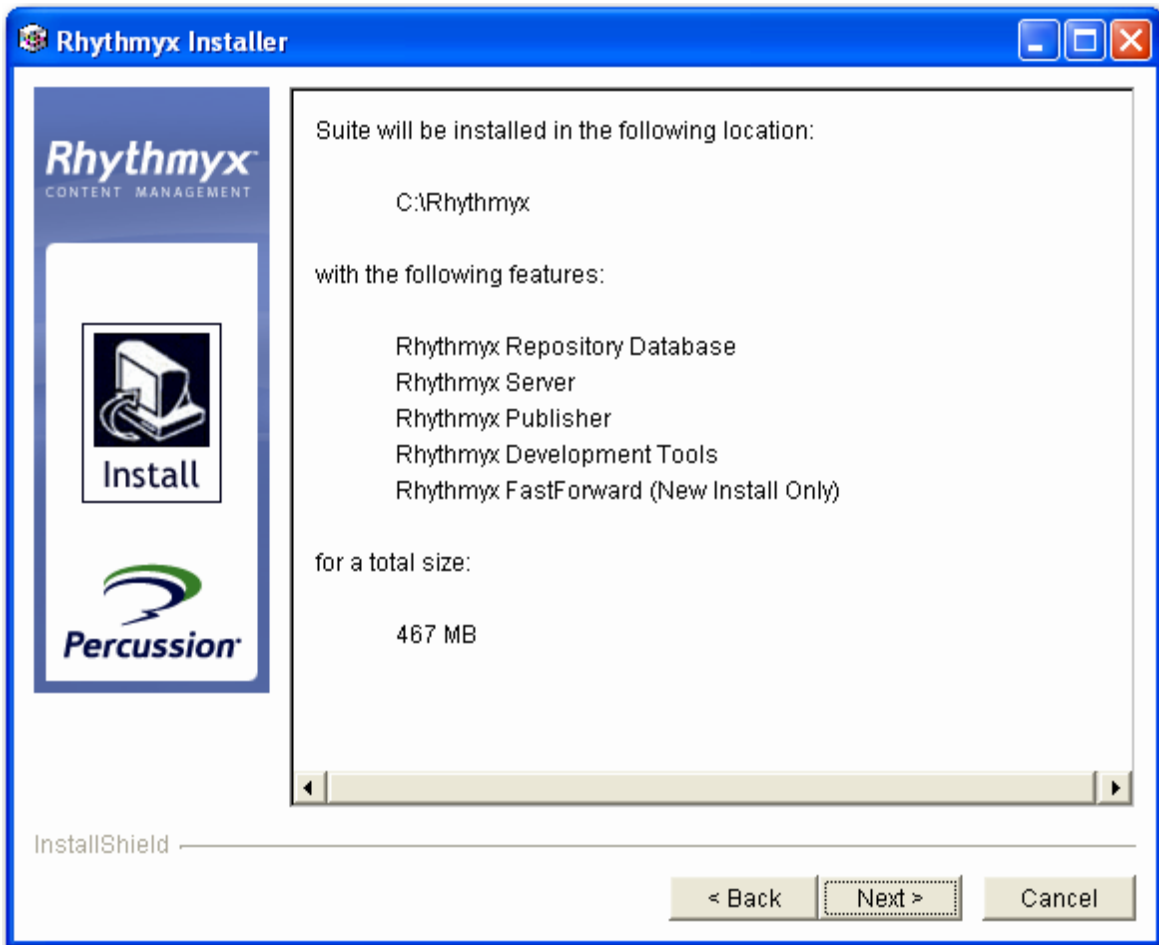 Rhythmyx Installer
Rhythmyx
CONTENT MANAGEMENT
Install
Percussion
Suite will be installed in the following location:
C:\Rhythmyx
with the following features:
Rhythmyx Repository Database
Rhythmyx Server
Rhythmyx Publisher
Rhythmyx Development Tools
Rhythmyx FastForward (New Install Only)
for a total size:
467 MB
InstallShield
< Back Next > Cancel